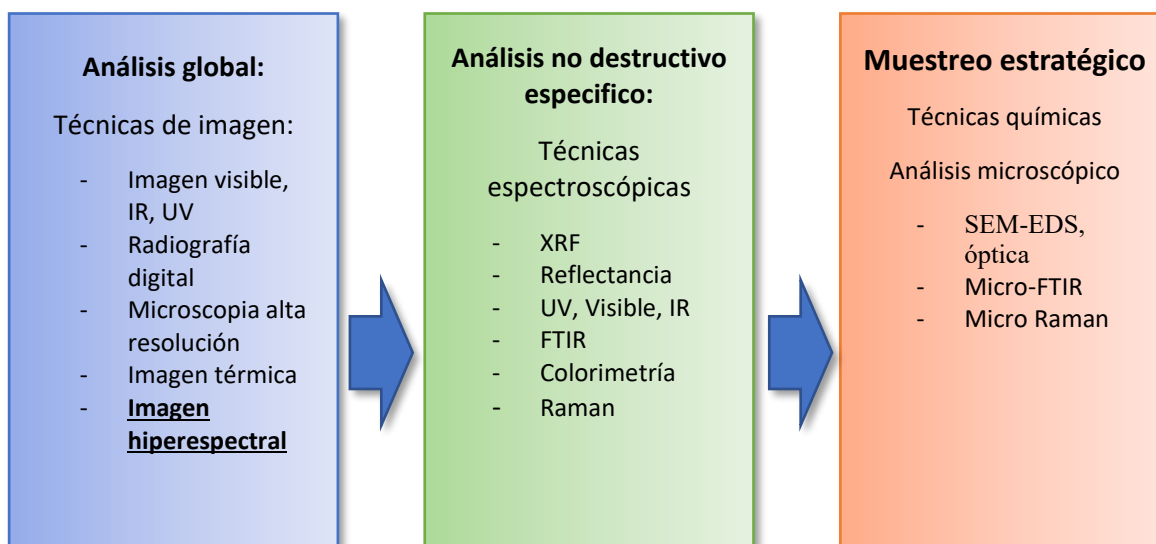 Análisis global:
Técnicas de imagen:
- Imagen visible,
IR, UV
- Radiografía
digital
- Microscopia alta
resolución
- Imagen térmica
- Imagen
hiperespectral
Análisis no destructivo
especifico:
Técnicas
espectroscópicas
- XRF
- Reflectancia
- UV, Visible, IR
- FTIR
- Colorimetría
- Raman
Muestreo estratégico
Técnicas químicas
Análisis microscópico
- SEM-EDS,
óptica
- Micro-FTIR
- Micro Raman